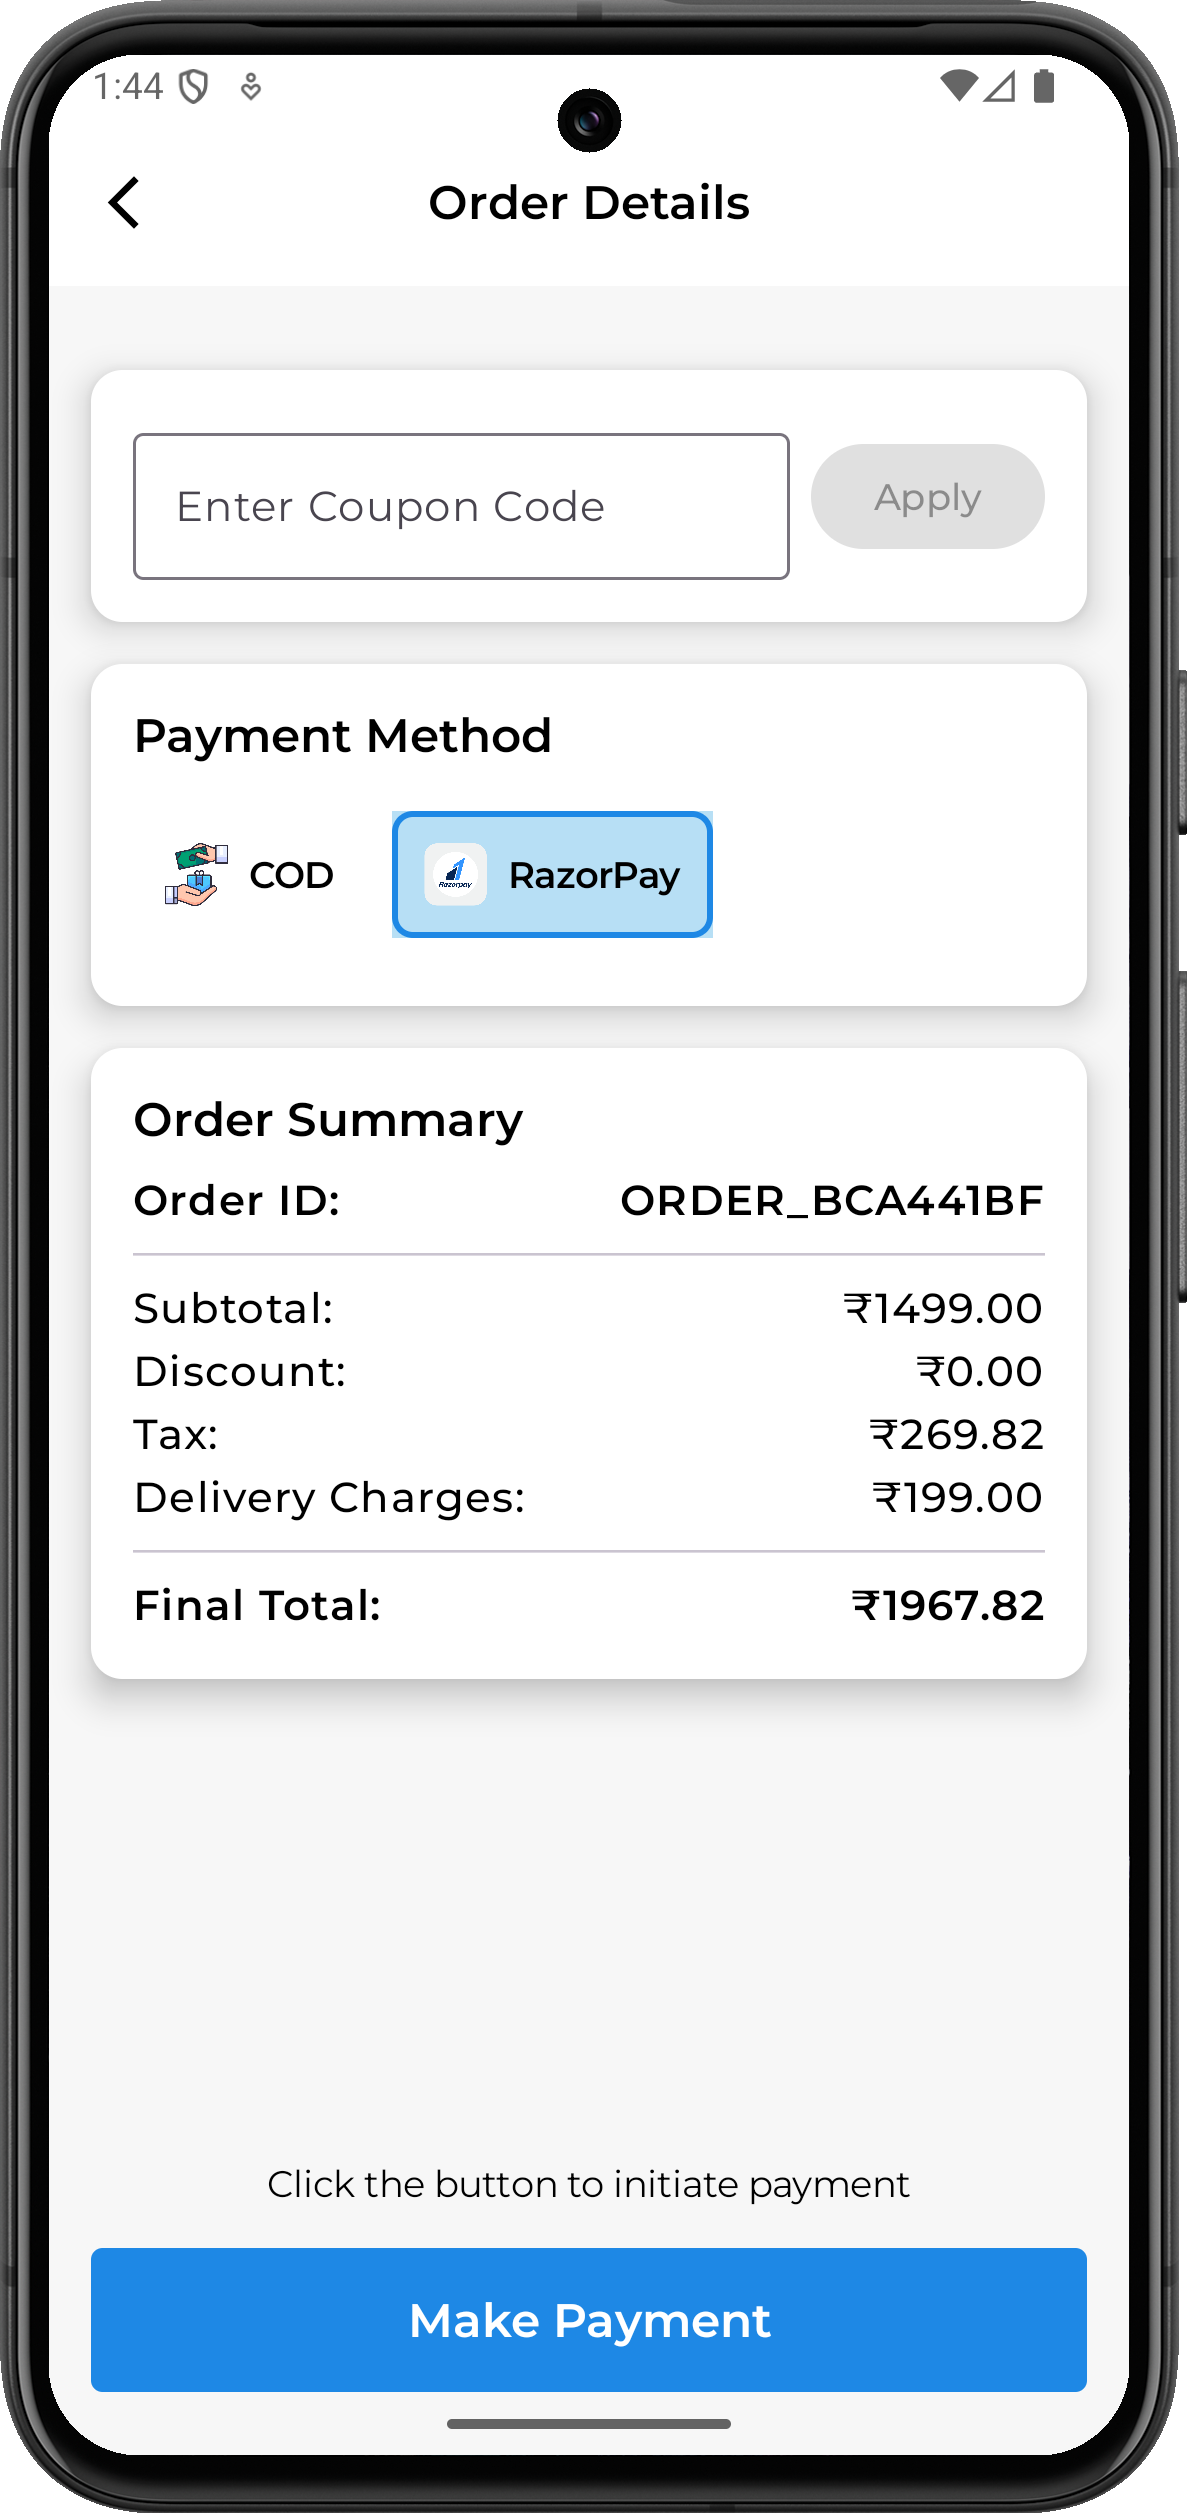 1:44
Order Details
Enter Coupon Code
Apply
Payment Method
COD
Razorpay
RazorPay
Order Summary
Order ID: ORDER_BCA441BF
Subtotal: ₹1499.00
Discount: ₹0.00
Tax: ₹269.82
Delivery Charges: ₹199.00
Final Total: ₹1967.82
Click the button to initiate payment
Make Payment